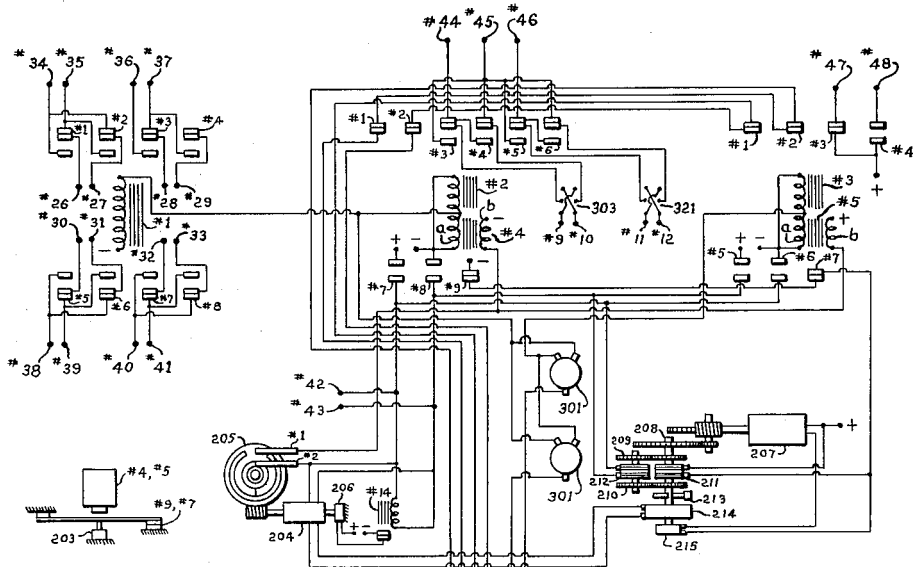 #44 #45 #46
#34 #35 #36 #37 #47 #48
#1 #2 #3 #4
#1 #2 #1 #2 #3 #4
#3 #4 #5 #6
+
#26 #27 #28 #29
#1
#2 #3
303 321
b #5
#30 #31 #32 #33
a #4 #9 #10 #11 #12 a b
- + - - - + - +
#5 #6 #7
#5 #6 #7 #8
#7 #8 #9
#38 #39 #40 #41
#42
301
#43
205 #1
#2
208 +
209 207
#4, #5
206 #14
301
212 211
210 213
#9, #7
203
204
+ -
214
215